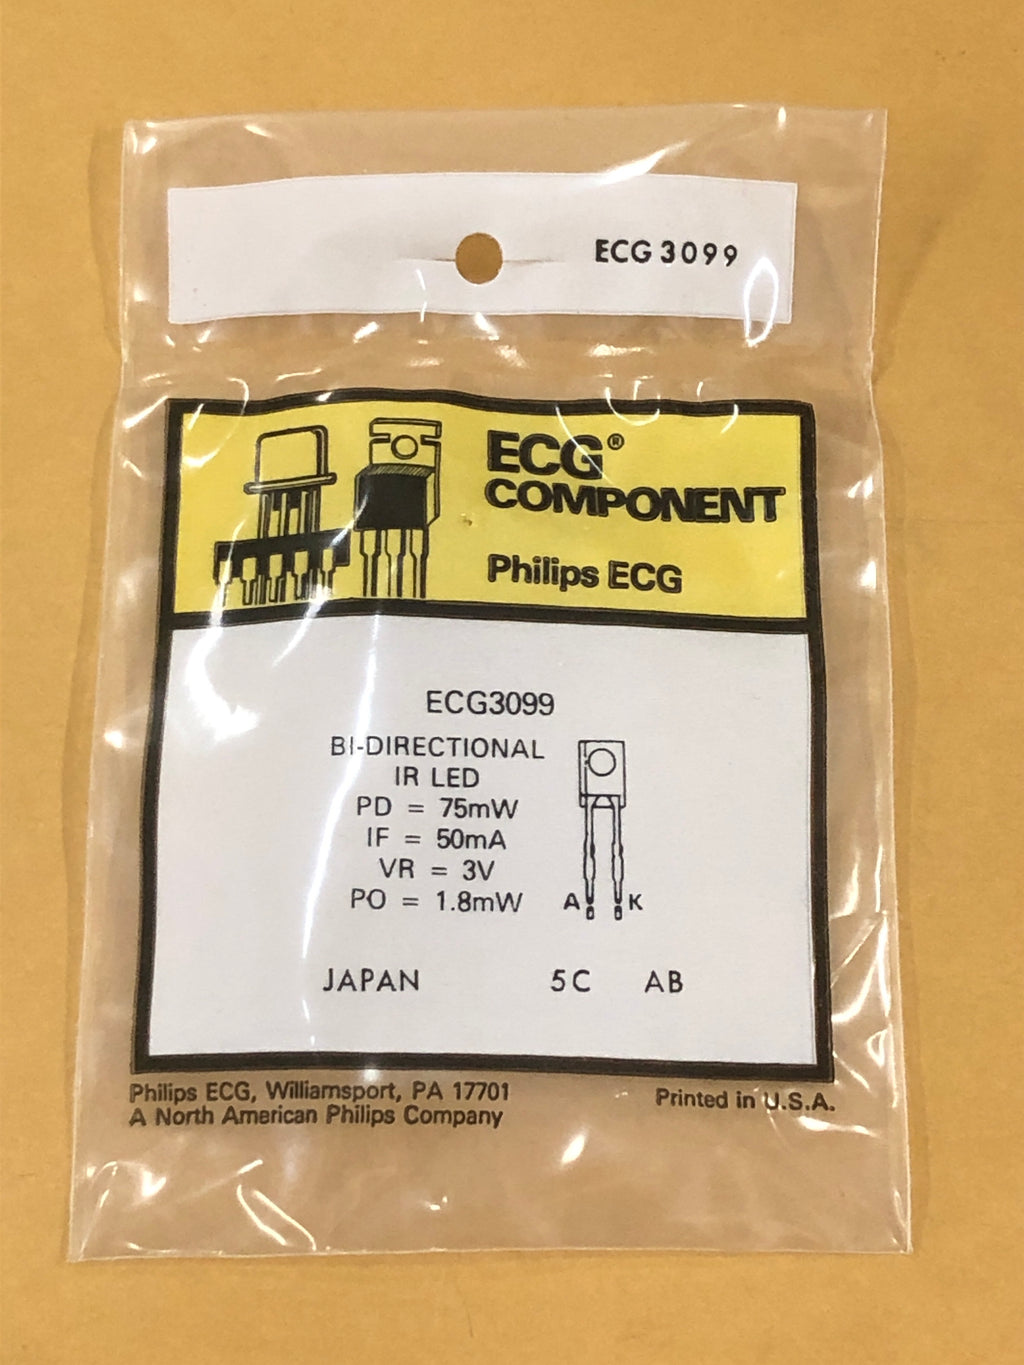 ECG 3099
ECG®
COMPONENT
Philips ECG
ECG3099
BI-DIRECTIONAL
IR LED
PD = 75mW
IF = 50mA
VR = 3V
PO = 1.8mW
A K
JAPAN 5C AB
Philips ECG, Williamsport, PA 17701
A North American Philips Company
Printed in U.S.A.